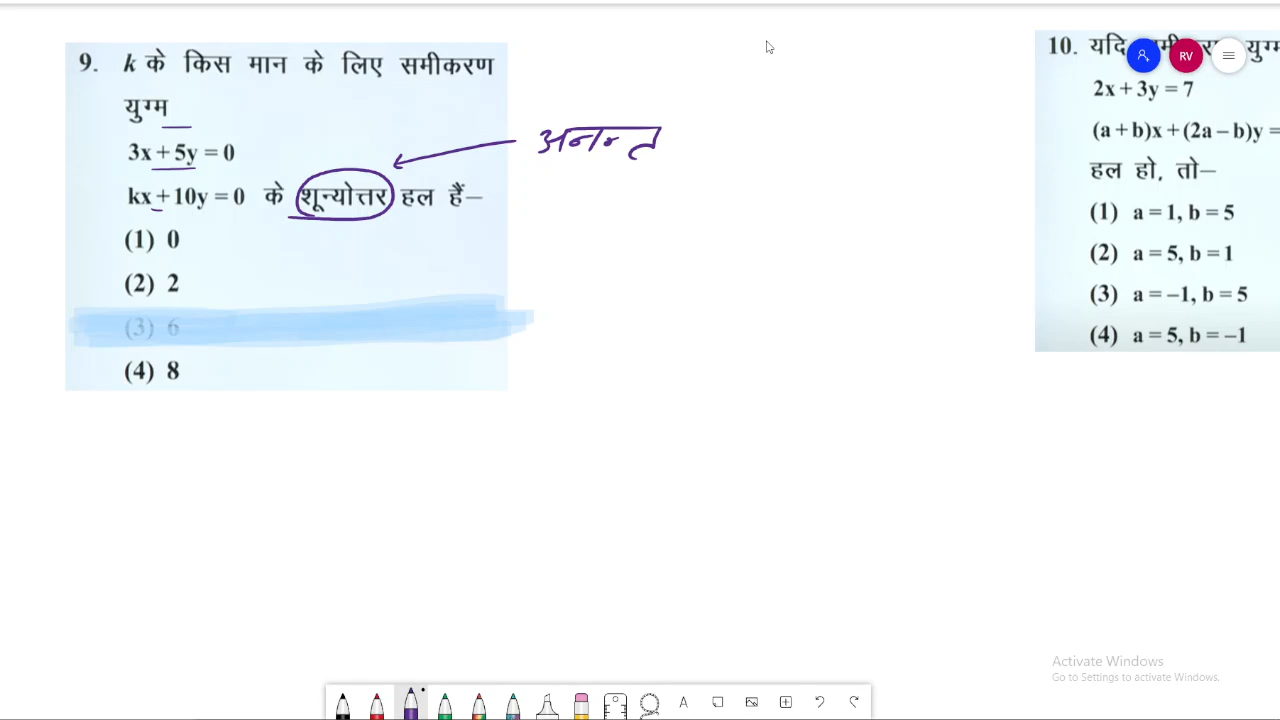 9. k के किस मान के लिए समीकरण
युग्म
3x + 5y = 0
kx + 10y = 0 के शून्योत्तर हल हैं–
(1) 0
(2) 2
(3) 6
(4) 8
अनन्त
10. यदि
2x + 3y = 7
(a + b)x + (2a – b)y =
हल हो, तो–
(1) a = 1, b = 5
(2) a = 5, b = 1
(3) a = –1, b = 5
(4) a = 5, b = –1
RV
Activate Windows
Go to Settings to activate Windows.
A